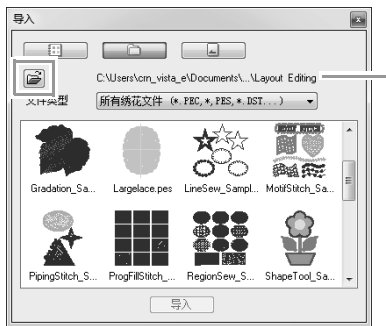 导入
C:\Users\crn_vista_e\Documents\...\Layout Editing
文件类型
所有绣花文件 (*.PEC,*,PES,*.DST...)
Gradation_Sa...
Largelace.pes
LineSew_Sampl...
MotifStitch_Sa...
PipingStitch_S...
ProgFillStitch_...
RegionSew_S...
ShapeTool_Sa...
导入